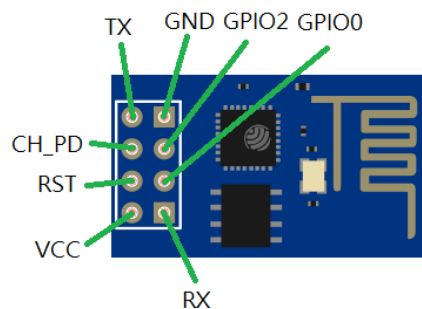 TX GND GPIO2 GPIO0
CH_PD
RST
VCC
RX